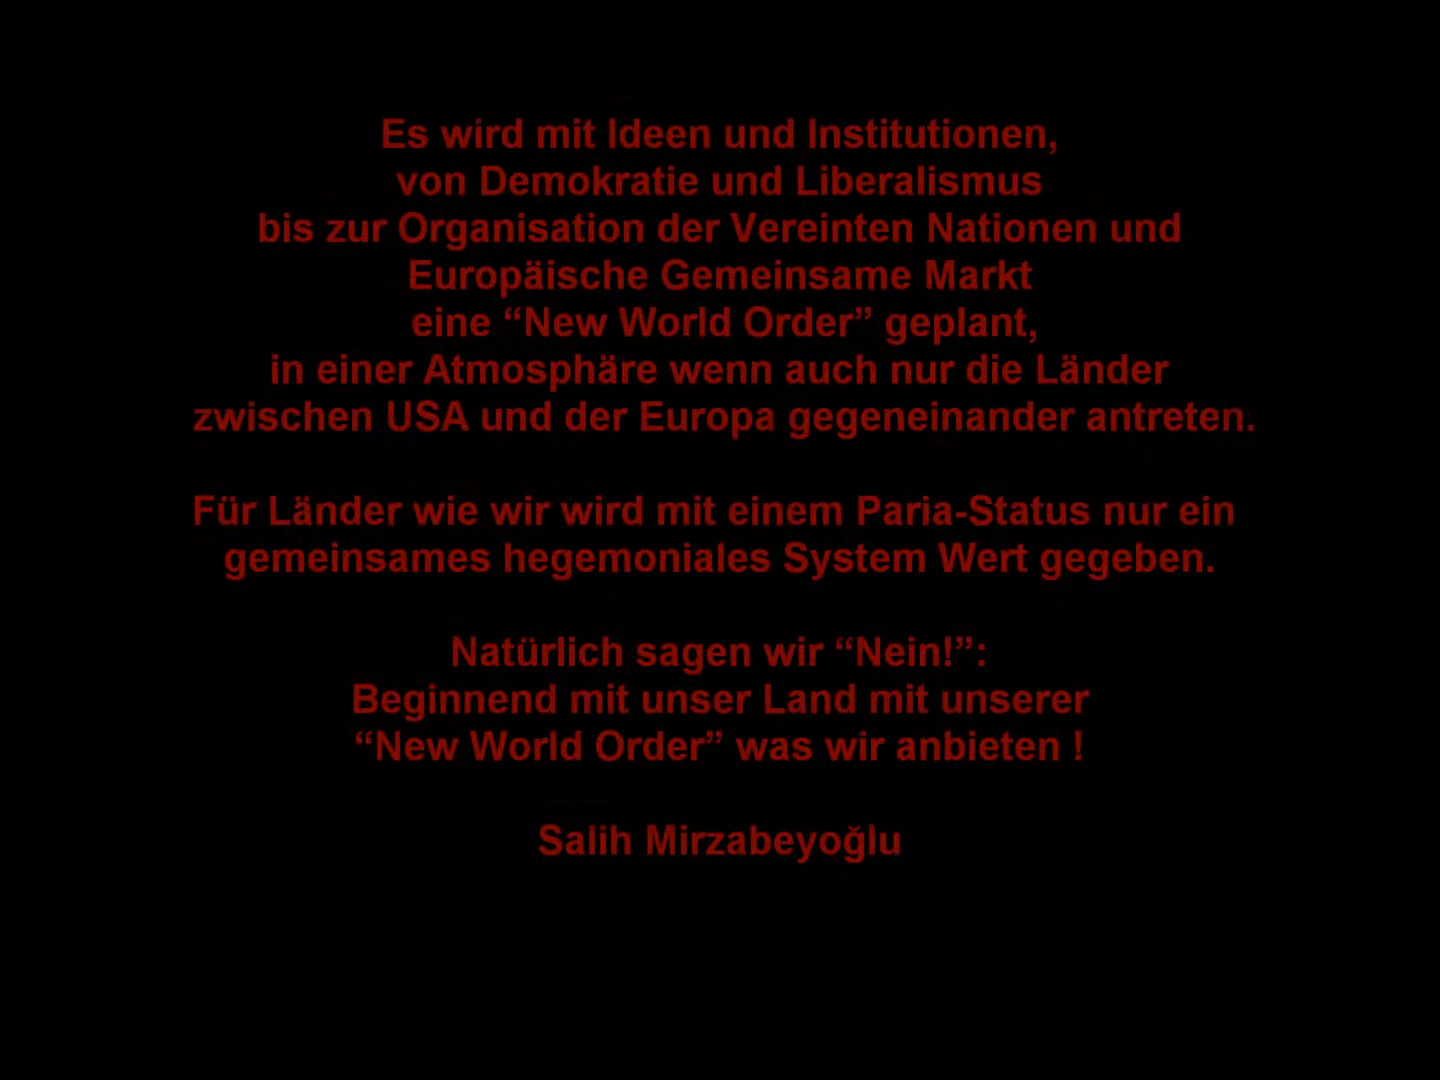 Es wird mit Ideen und Institutionen,
von Demokratie und Liberalismus
bis zur Organisation der Vereinten Nationen und
Europäische Gemeinsame Markt
eine “New World Order” geplant,
in einer Atmosphäre wenn auch nur die Länder
zwischen USA und der Europa gegeneinander antreten.
Für Länder wie wir wird mit einem Paria-Status nur ein
gemeinsames hegemoniales System Wert gegeben.
Natürlich sagen wir “Nein!”:
Beginnend mit unser Land mit unserer
“New World Order” was wir anbieten !
Salih Mirzabeyoğlu